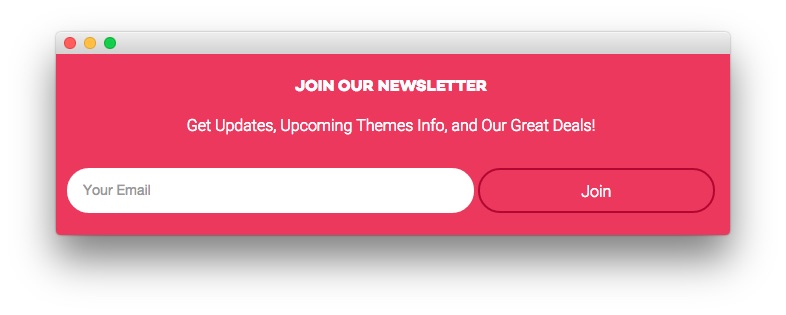 JOIN OUR NEWSLETTER
Get Updates, Upcoming Themes Info, and Our Great Deals!
Your Email
Join